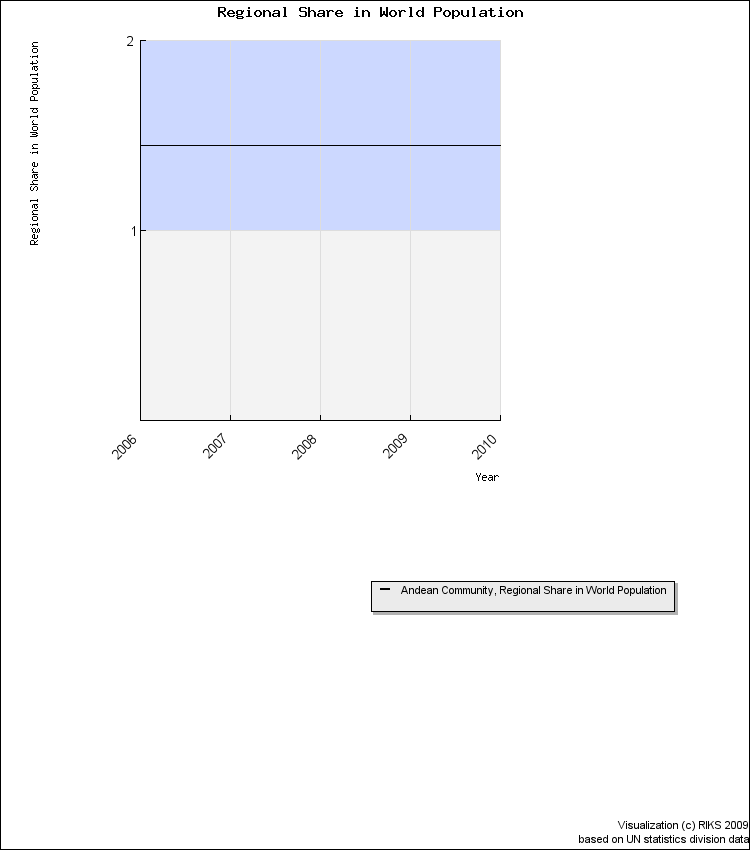 Regional Share in World Population
Regional Share in World Population
2
1
2006
2007
2008
2009
2010
Year
Andean Community, Regional Share in World Population
Visualization (c) RIKS 2009
based on UN statistics division data